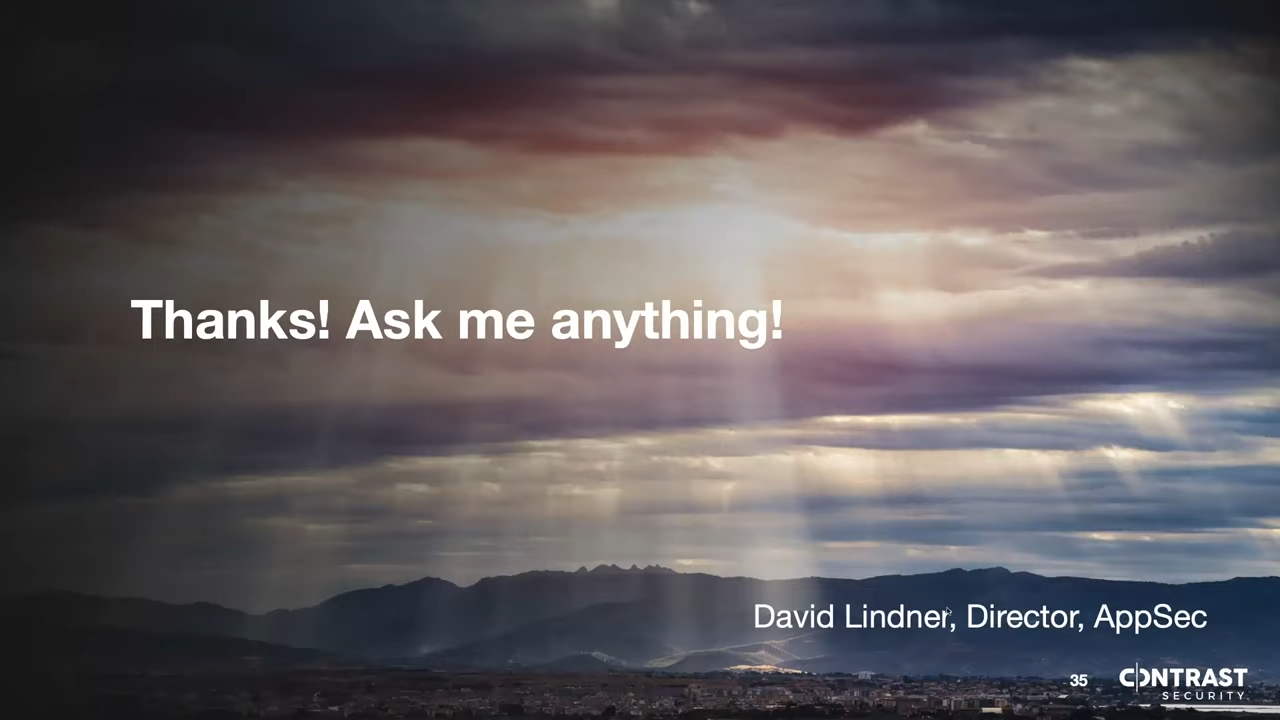 Thanks! Ask me anything!
David Lindner, Director, AppSec
35
CONTRAST
SECURITY